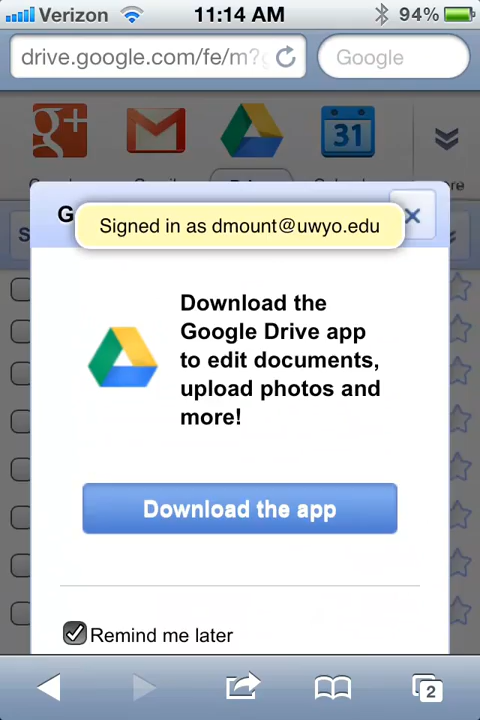 Verizon 11:14 AM 94%
drive.google.com/fe/m? Google
g+ 31
Signed in as dmount@uwyo.edu
Download the
Google Drive app
to edit documents,
upload photos and
more!
Download the app
Remind me later
2